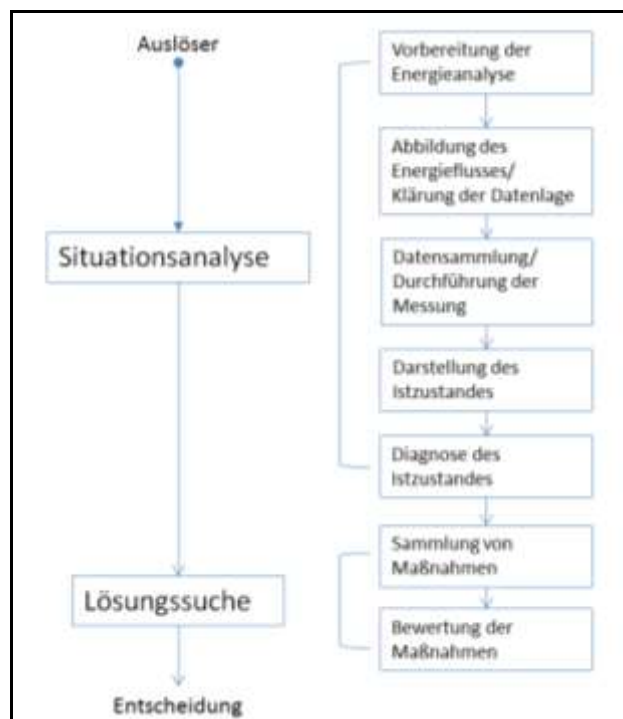 Auslöser
Situationsanalyse
Lösungssuche
Entscheidung
Vorbereitung der
Energieanalyse
Abbildung des
Energieflusses/
Klärung der Datenlage
Datensammlung/
Durchführung der
Messung
Darstellung des
Istzustandes
Diagnose des
Istzustandes
Sammlung von
Maßnahmen
Bewertung der
Maßnahmen